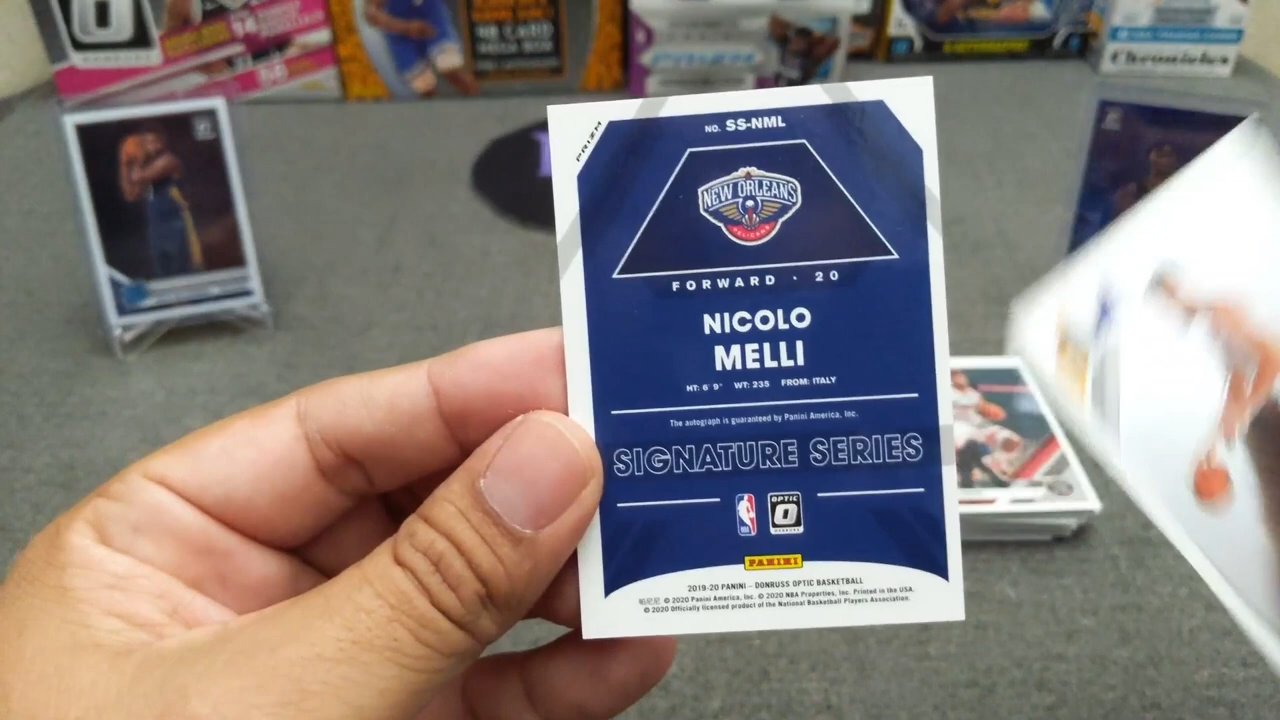 PRIZM
Chronicles
PRIZM
NO. SS-NML
NEW ORLEANS
PELICANS
FORWARD · 20
NICOLO
MELLI
HT: 6' 9" WT: 235 FROM: ITALY
The autograph is guaranteed by Panini America, Inc.
SIGNATURE SERIES
OPTIC
PANINI
2019-20 PANINI – DONRUSS OPTIC BASKETBALL
© 2020 Panini America, Inc. © 2020 NBA Properties, Inc. Printed in the USA.
© 2020 Officially licensed product of the National Basketball Players Association.